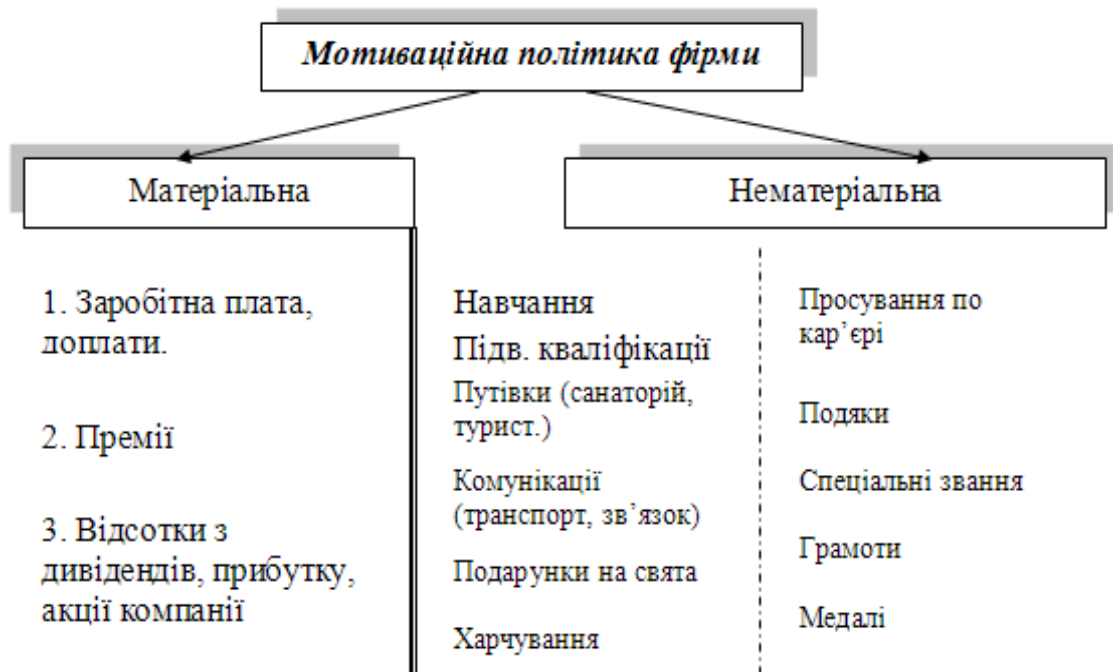 Мотиваційна політика фірми
Матеріальна
Нематеріальна
1. Заробітна плата,
доплати.
2. Премії
3. Відсотки з
дивідендів, прибутку,
акції компанії
Навчання
Підв. кваліфікації
Путівки (санаторій,
турист.)
Комунікації
(транспорт, зв’язок)
Подарунки на свята
Харчування
Просування по
кар’єрі
Подяки
Спеціальні звання
Грамоти
Медалі